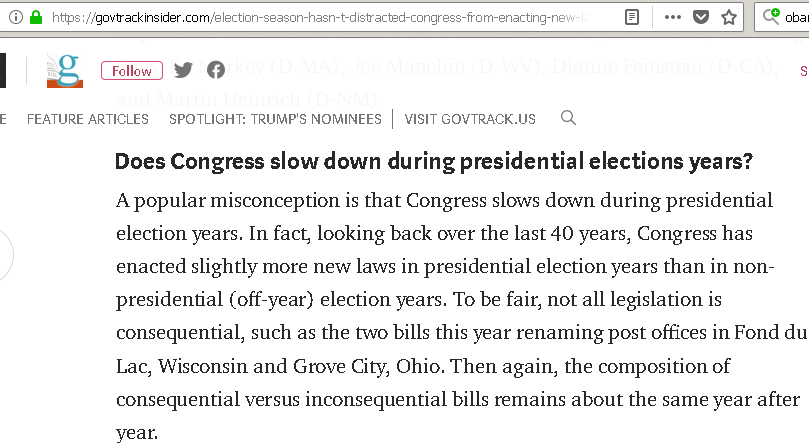 https://govtrackinsider.com/election-season-hasn-t-distracted-congress-from-enacting-new-la
obar
g
Follow
Markey (D-MA), Joe Manchin (D-WV), Dianne Feinstein (D-CA),
and Martin Heinrich (D-NM).
S
E FEATURE ARTICLES SPOTLIGHT: TRUMP'S NOMINEES VISIT GOVTRACK.US
Does Congress slow down during presidential elections years?
A popular misconception is that Congress slows down during presidential
election years. In fact, looking back over the last 40 years, Congress has
enacted slightly more new laws in presidential election years than in non-
presidential (off-year) election years. To be fair, not all legislation is
consequential, such as the two bills this year renaming post offices in Fond du
Lac, Wisconsin and Grove City, Ohio. Then again, the composition of
consequential versus inconsequential bills remains about the same year after
year.